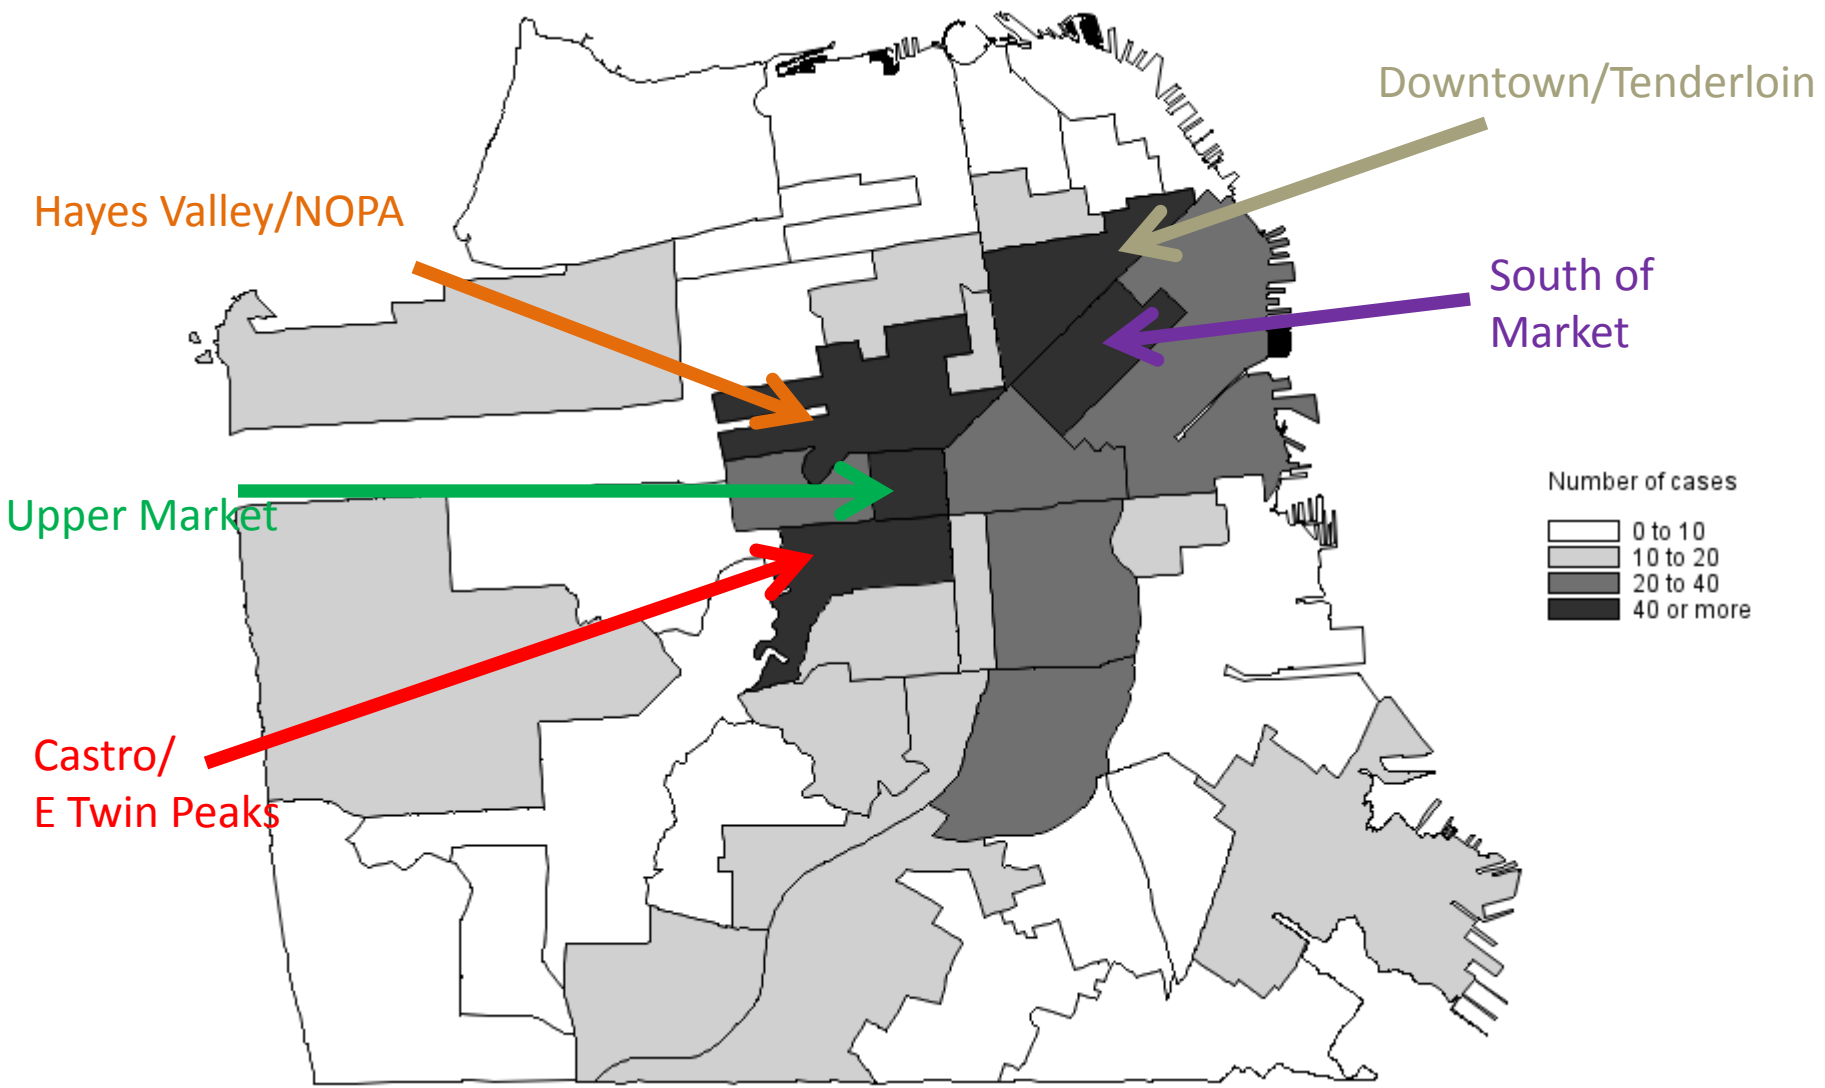 Downtown/Tenderloin
Hayes Valley/NOPA
South of
Market
Number of cases
0 to 10
10 to 20
20 to 40
40 or more
Upper Market
Castro/
E Twin Peaks